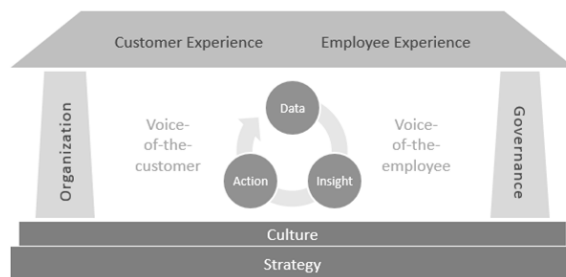 Customer Experience
Employee Experience
Organization
Voice-
of-the-
customer
Data
Action
Insight
Voice-
of-the-
employee
Governance
Culture
Strategy